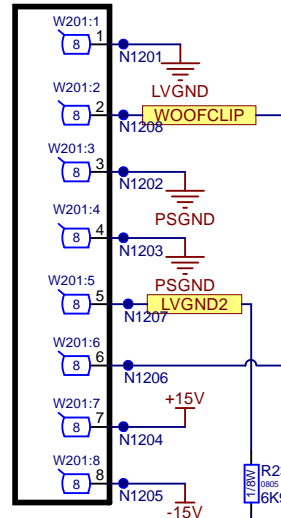 W201:1
8
1
N1201
LVGND
W201:2
8
2
N1208
WOOFCLIP
W201:3
8
3
N1202
PSGND
W201:4
8
4
N1203
PSGND
W201:5
8
5
N1207
LVGND2
W201:6
8
6
N1206
W201:7
8
7
N1204
+15V
W201:8
8
8
N1205
-15V
1/8W
0805